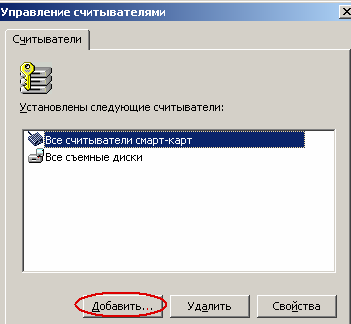 Управление считывателями
Считыватели
Установлены следующие считыватели:
Все считыватели смарт-карт
Все съемные диски
Добавить... Удалить Свойства